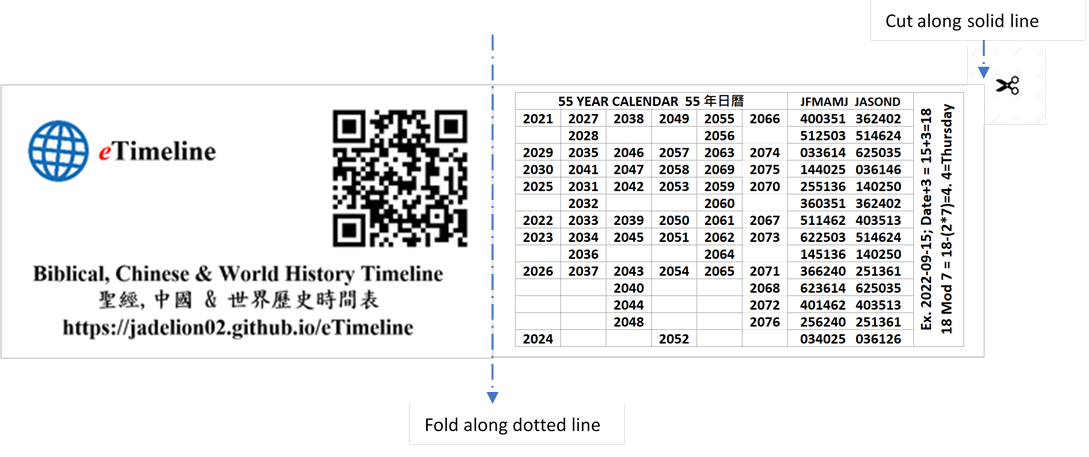 Cut along solid line
eTimeline
Biblical, Chinese & World History Timeline
聖經, 中國 & 世界歷史時間表
https://jadelion02.github.io/eTimeline
55 YEAR CALENDAR 55 年日曆 JFMAMJ JASOND
2021 2027 2038 2049 2055 2066 400351 362402
2028 2056 512503 514624
2029 2035 2046 2057 2063 2074 033614 625035
2030 2041 2047 2058 2069 2075 144025 036146
2025 2031 2042 2053 2059 2070 255136 140250
2032 2060 360351 362402
2022 2033 2039 2050 2061 2067 511462 403513
2023 2034 2045 2051 2062 2073 622503 514624
2036 2064 145136 140250
2026 2037 2043 2054 2065 2071 366240 251361
2040 2068 623614 625035
2044 2072 401462 403513
2048 2076 256240 251361
2024 2052 034025 036126
Ex. 2022-09-15; Date+3 = 15+3=18
18 Mod 7 = 18-(2*7)=4. 4=Thursday
Fold along dotted line